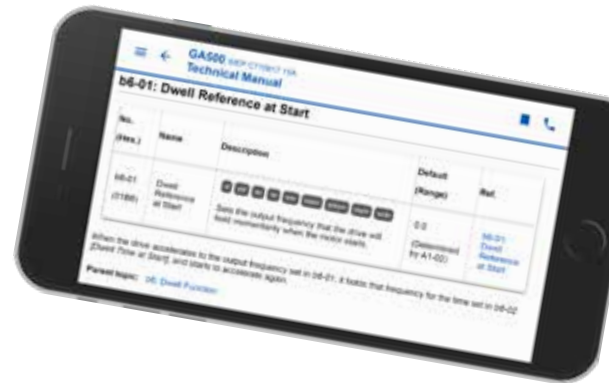 GA500
Technical Manual
b6-01: Dwell Reference at Start
No.
(Hex.)
Name
Description
Default
(Range)
Ref.
b6-01
(01B6)
Dwell
Reference
at Start
Sets the output frequency that the drive will
hold momentarily when the motor starts.
0.0
(Determined
by A1-02)
b6-01:
Dwell
Reference
at Start
When the drive accelerates to the output frequency set in b6-01, it holds that frequency for the time set in b6-02
[Dwell Time at Start], and starts to accelerate again.
Parent topic: b6: Dwell Function